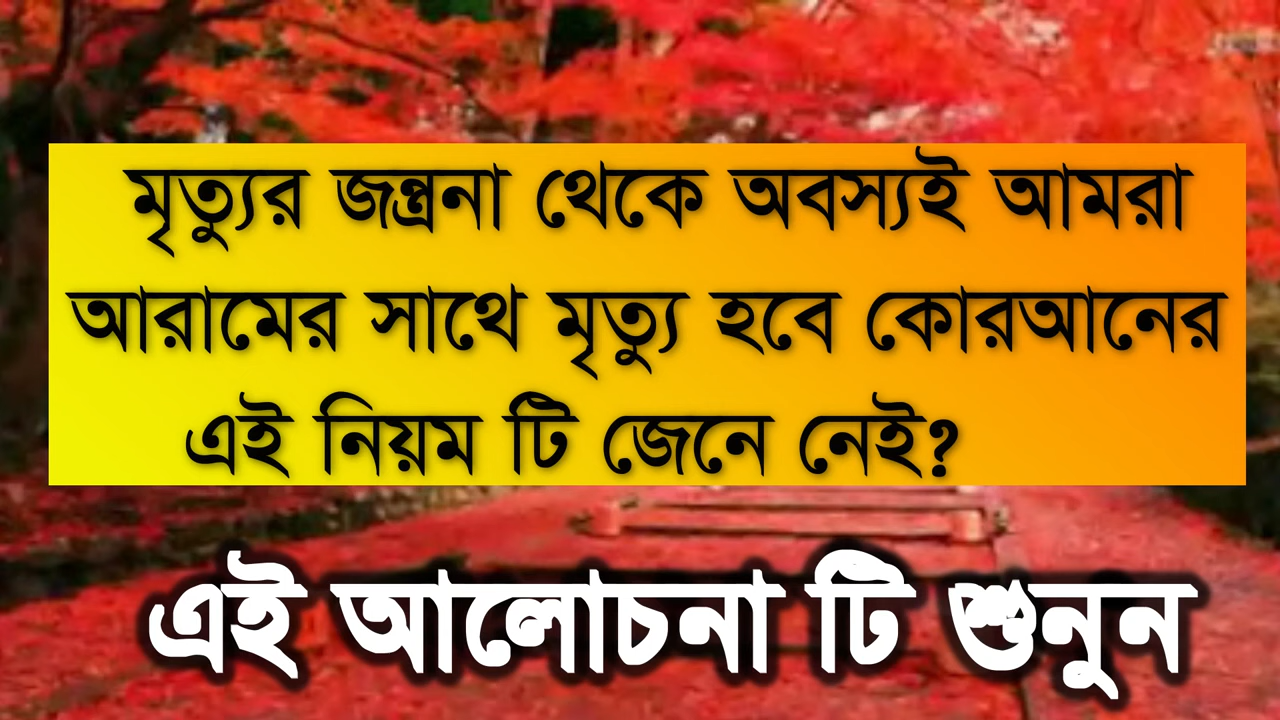 মৃত্যুর জন্ত্রনা থেকে অবস্যই আমরা
আরামের সাথে মৃত্যু হবে কোরআনের
এই নিয়ম টি জেনে নেই?
এই আলোচনা টি শুনুন